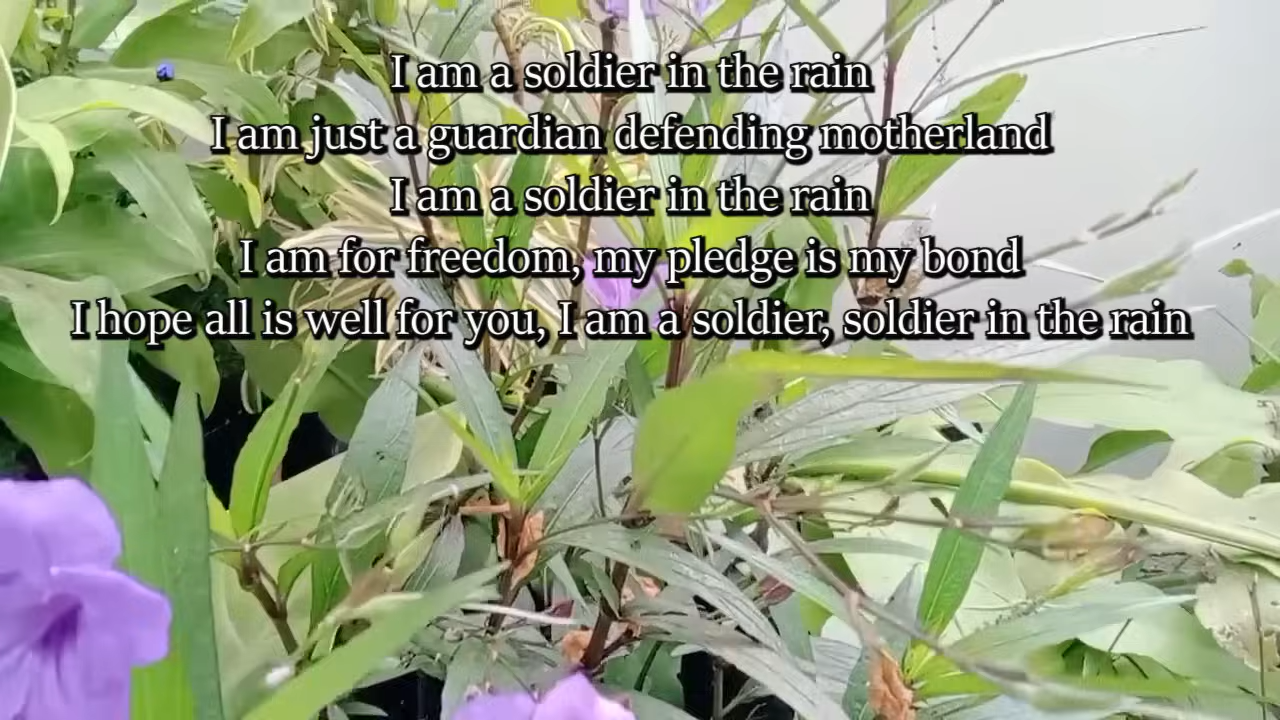 I am a soldier in the rain
I am just a guardian defending motherland
I am a soldier in the rain
I am for freedom, my pledge is my bond
I hope all is well for you, I am a soldier, soldier in the rain